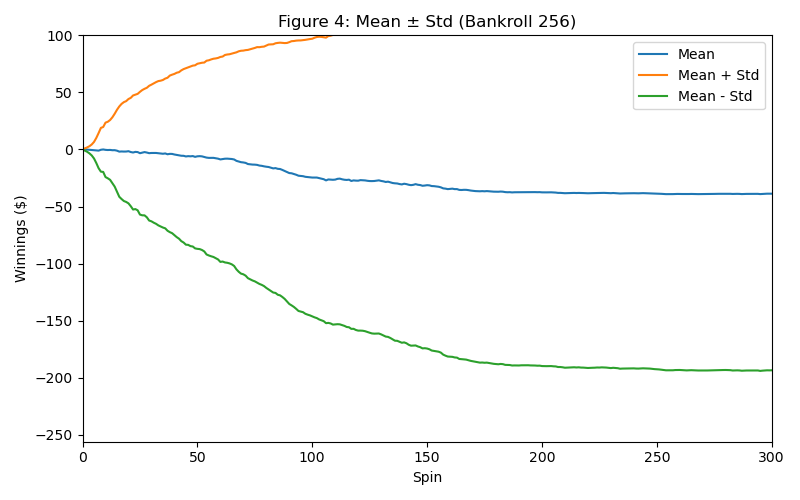 Figure 4: Mean ± Std (Bankroll 256)
Winnings ($)
100
50
0
−50
−100
−150
−200
−250
Mean
Mean + Std
Mean - Std
0 50 100 150 200 250 300
Spin